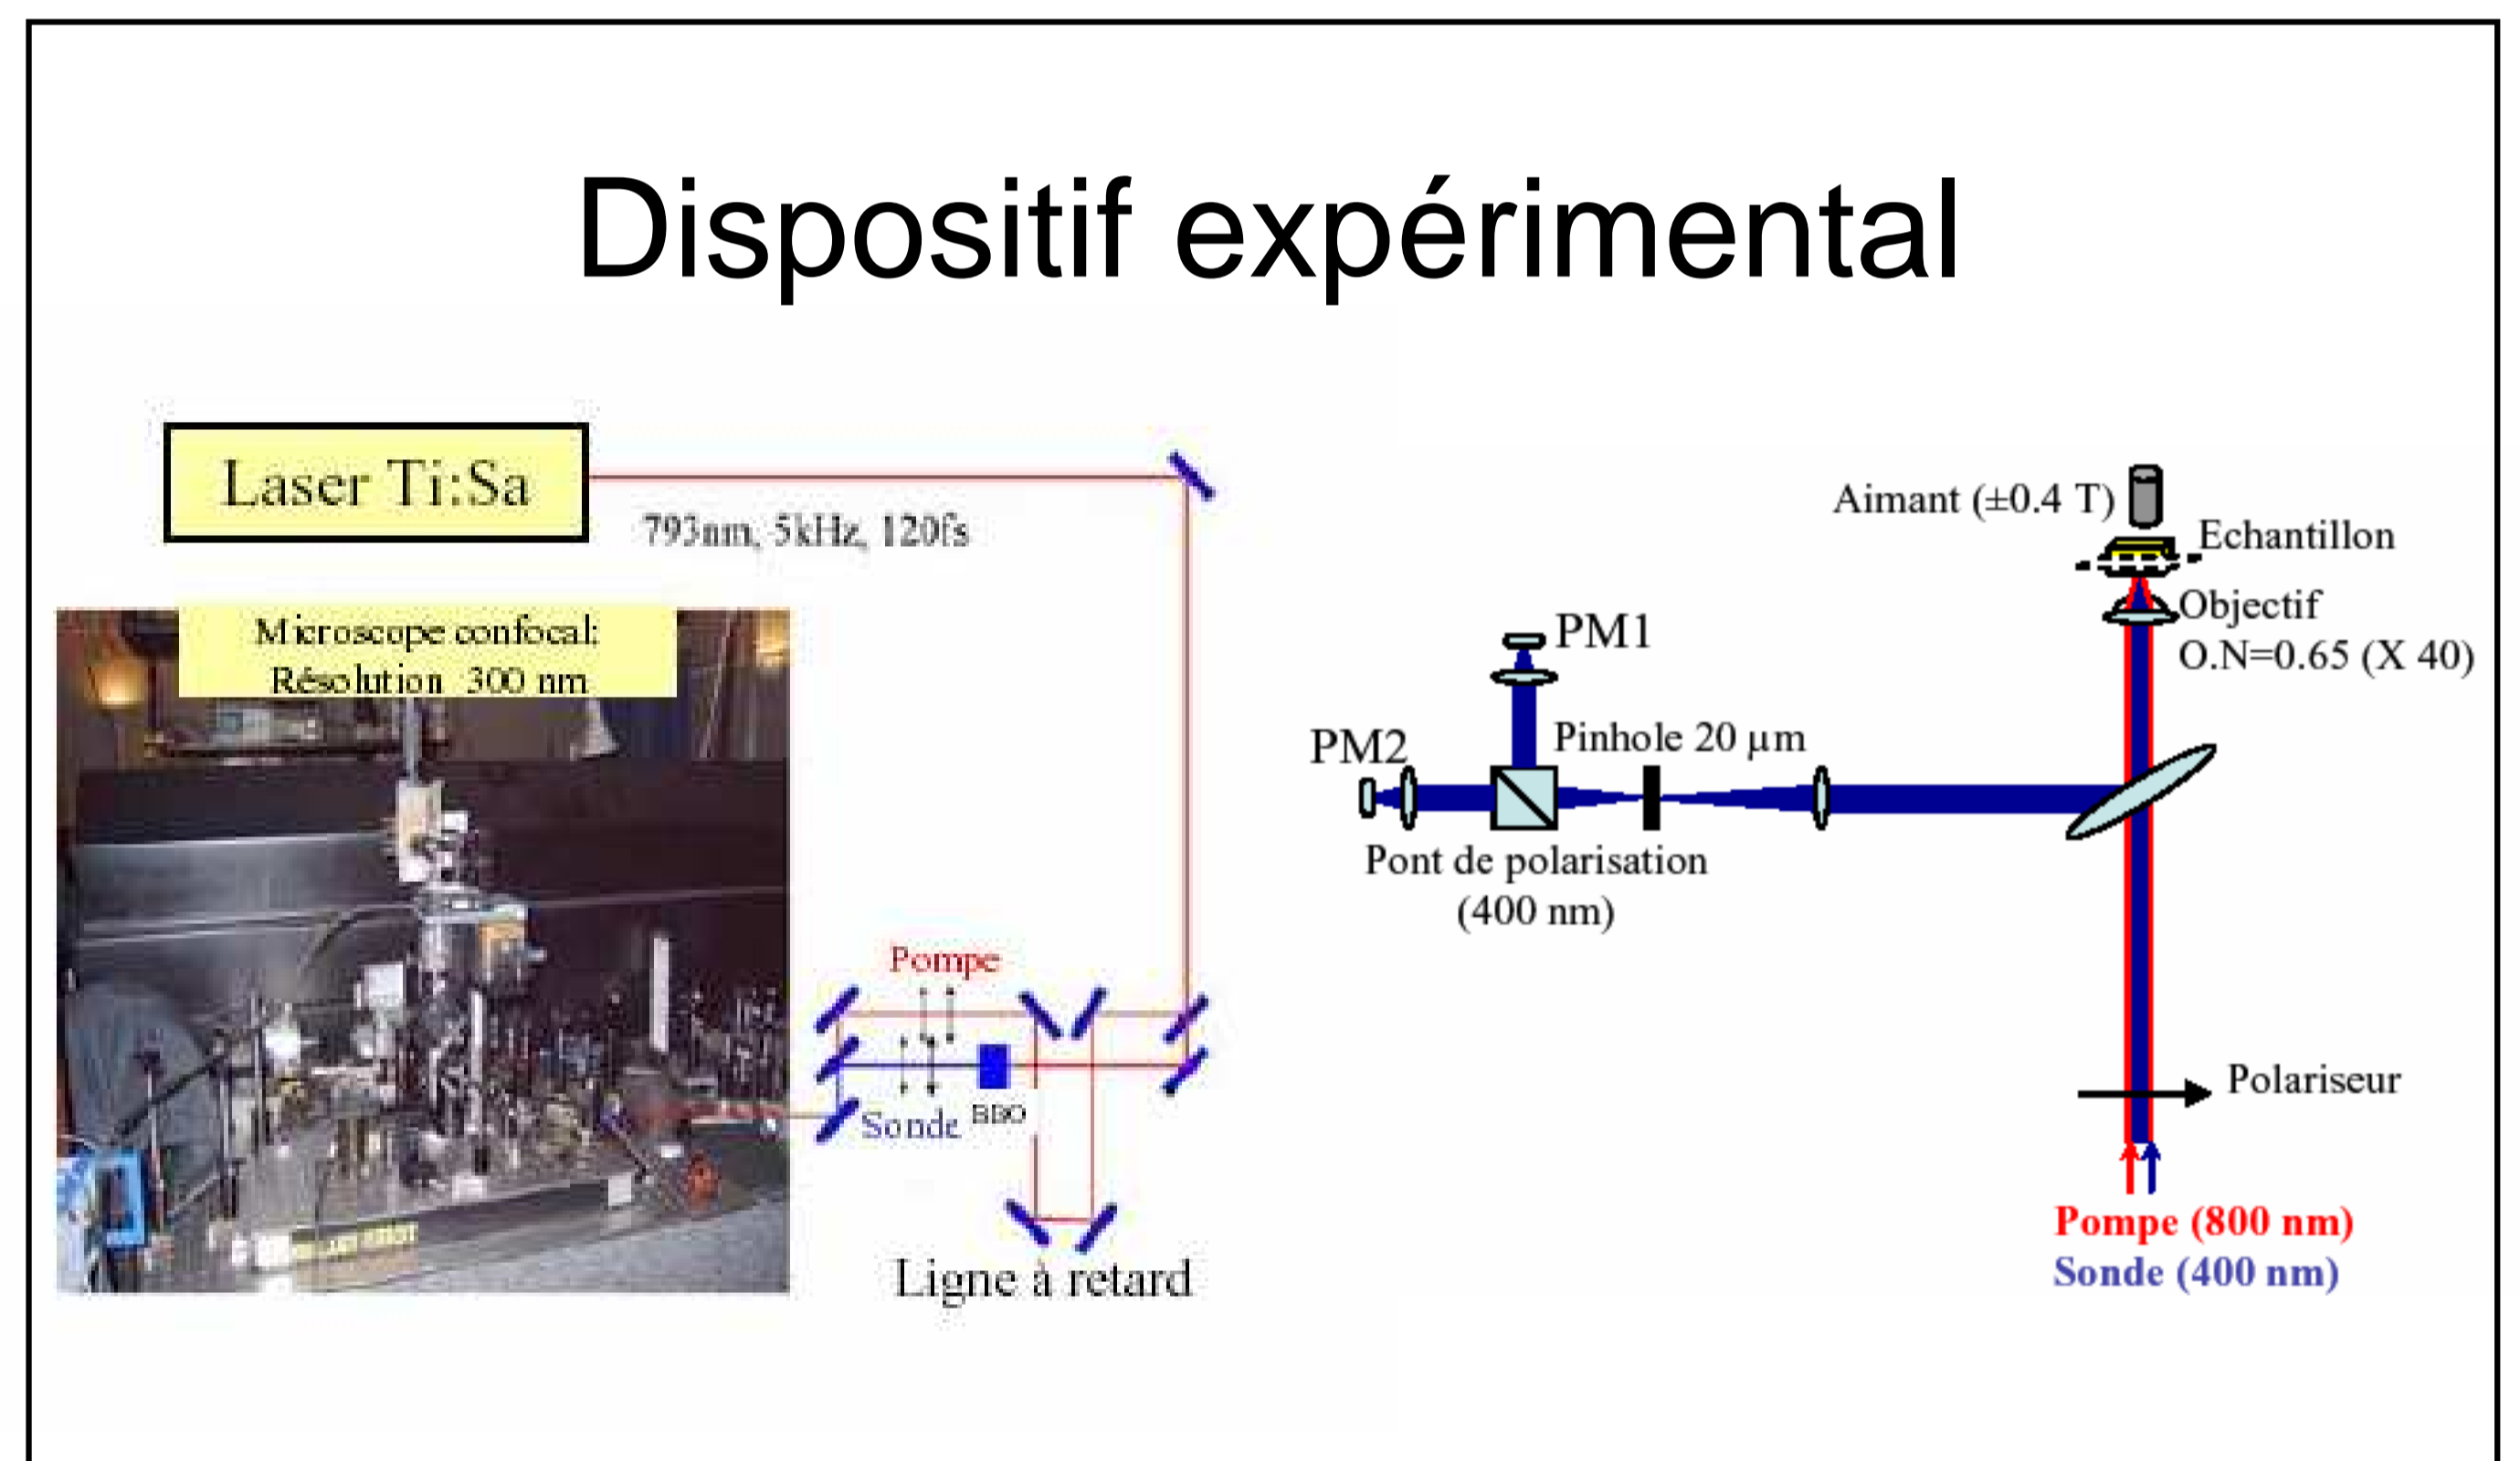 Dispositif expérimental
Laser Ti:Sa
793nm, 5kHz, 120fs
Microscope confocal:
Résolution 300 nm
Pompe
Sonde
BBO
Ligne à retard
Aimant (±0.4 T)
Echantillon
Objectif
O.N=0.65 (X 40)
PM1
PM2
Pinhole 20 µm
Pont de polarisation
(400 nm)
Polariseur
Pompe (800 nm)
Sonde (400 nm)